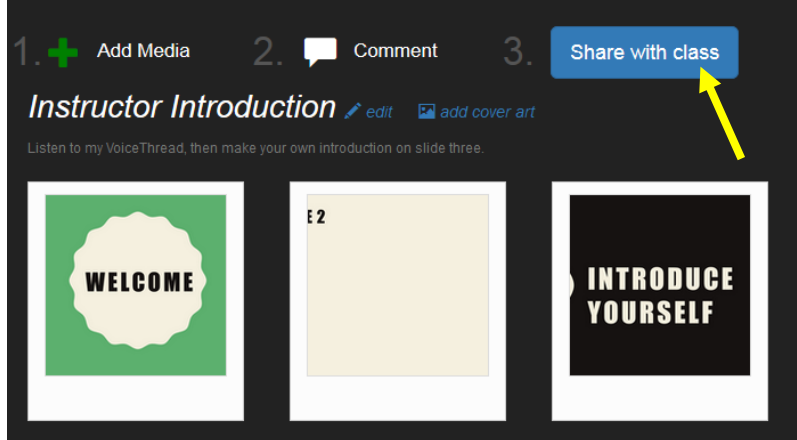 1. Add Media 2. Comment 3. Share with class
Instructor Introduction edit add cover art
Listen to my VoiceThread, then make your own introduction on slide three.
WELCOME
E 2
INTRODUCE
YOURSELF